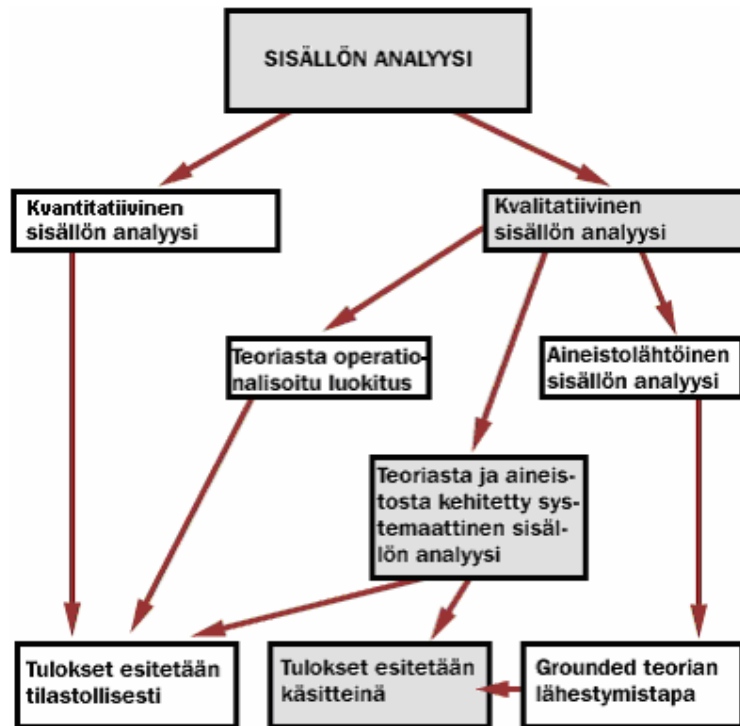 SISÄLLÖN ANALYYSI
Kvantitatiivinen
sisällön analyysi
Kvalitatiivinen
sisällön analyysi
Teoriasta operatio-
nalisoitu luokitus
Aineistolähtöinen
sisällön analyysi
Teoriasta ja aineis-
tosta kehitetty sys-
temaattinen sisäl-
lön analyysi
Tulokset esitetään
tilastollisesti
Tulokset esitetään
käsitteinä
Grounded teorian
lähestymistapa